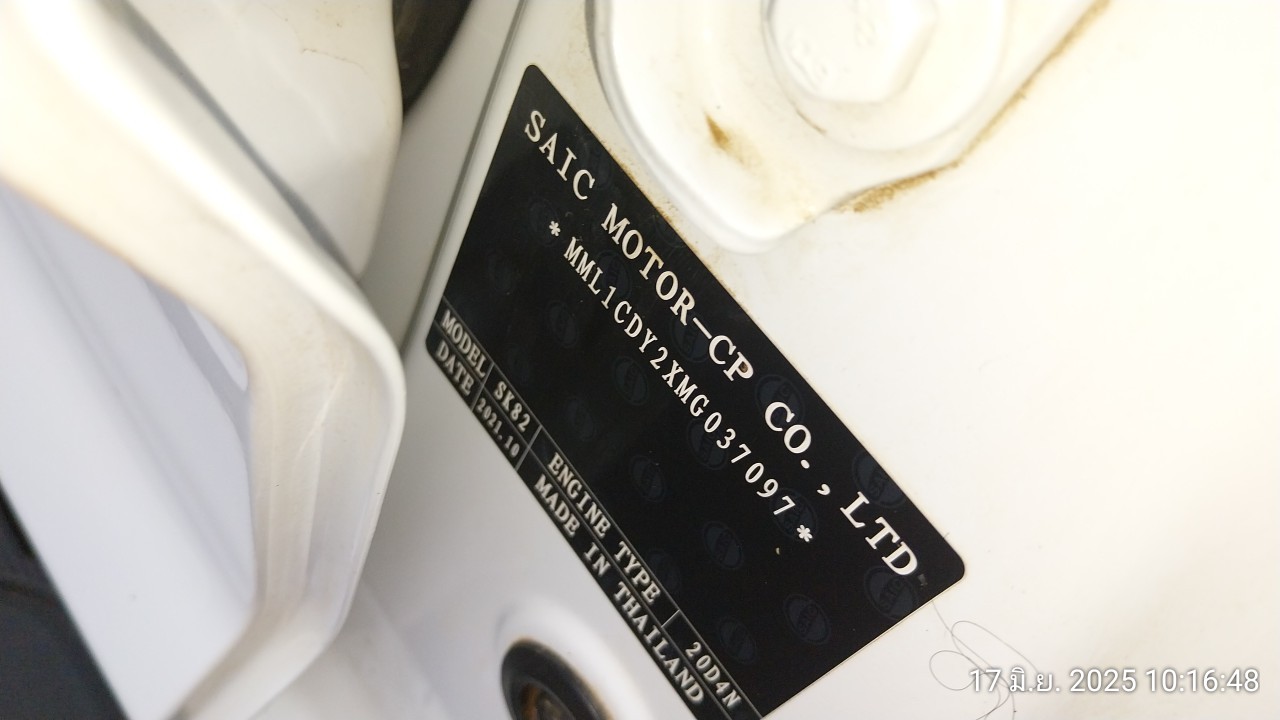 SAIC MOTOR-CP CO., LTD
*MML1CDY2XMG037097*
MODEL SK82 ENGINE TYPE 20D4N
DATE 2021.10 MADE IN THAILAND
17 มิ.ย. 2025 10:16:48